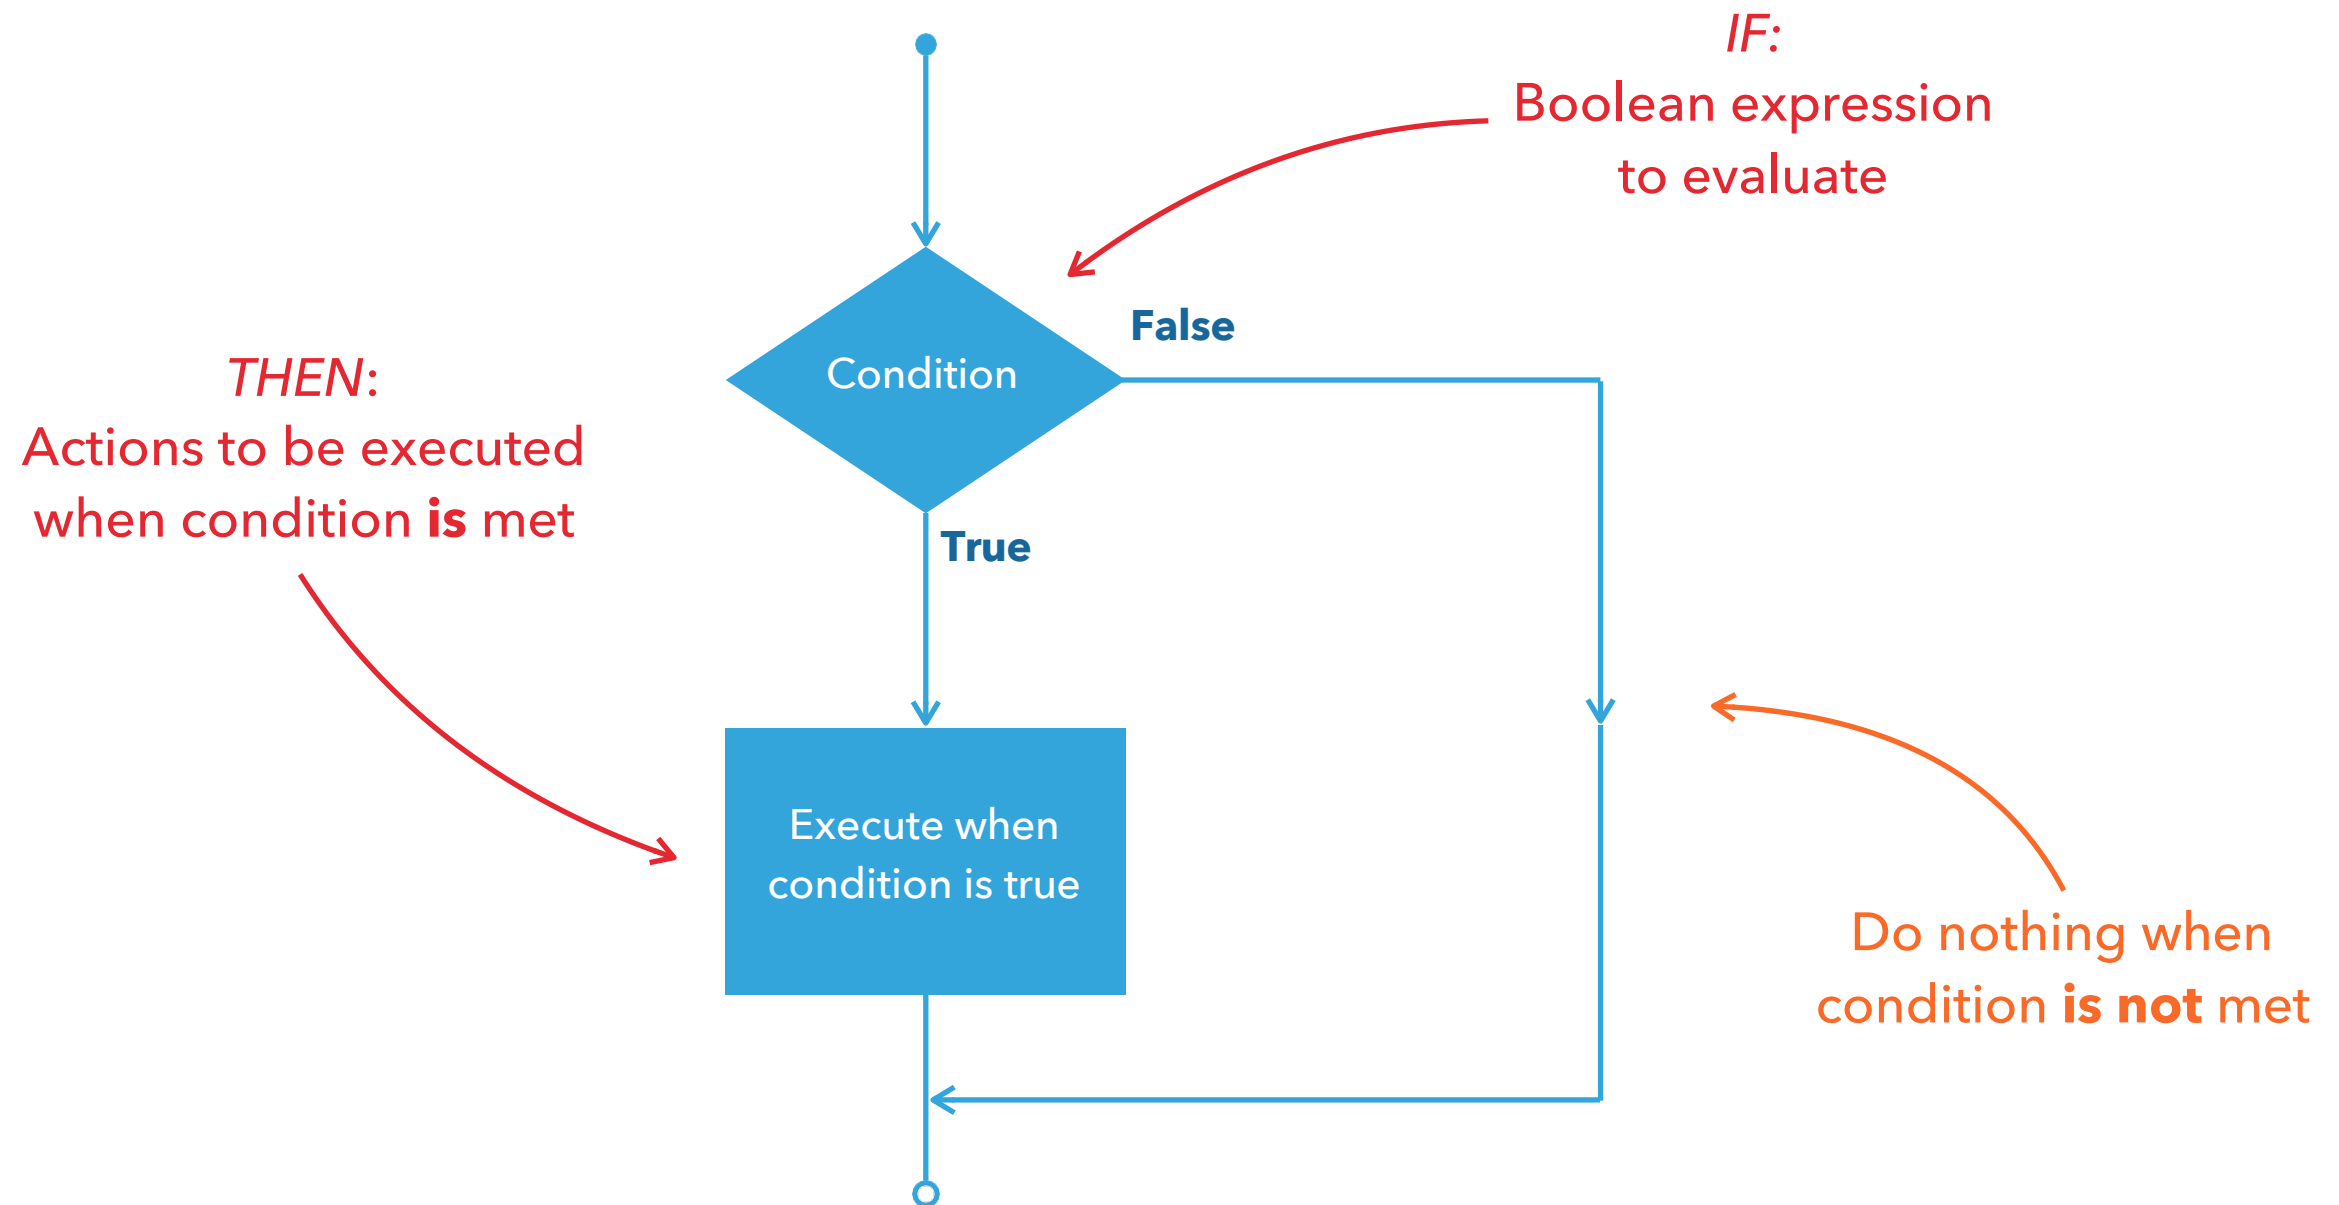 IF:
Boolean expression
to evaluate
False
Condition
THEN:
Actions to be executed
when condition is met
True
Execute when
condition is true
Do nothing when
condition is not met